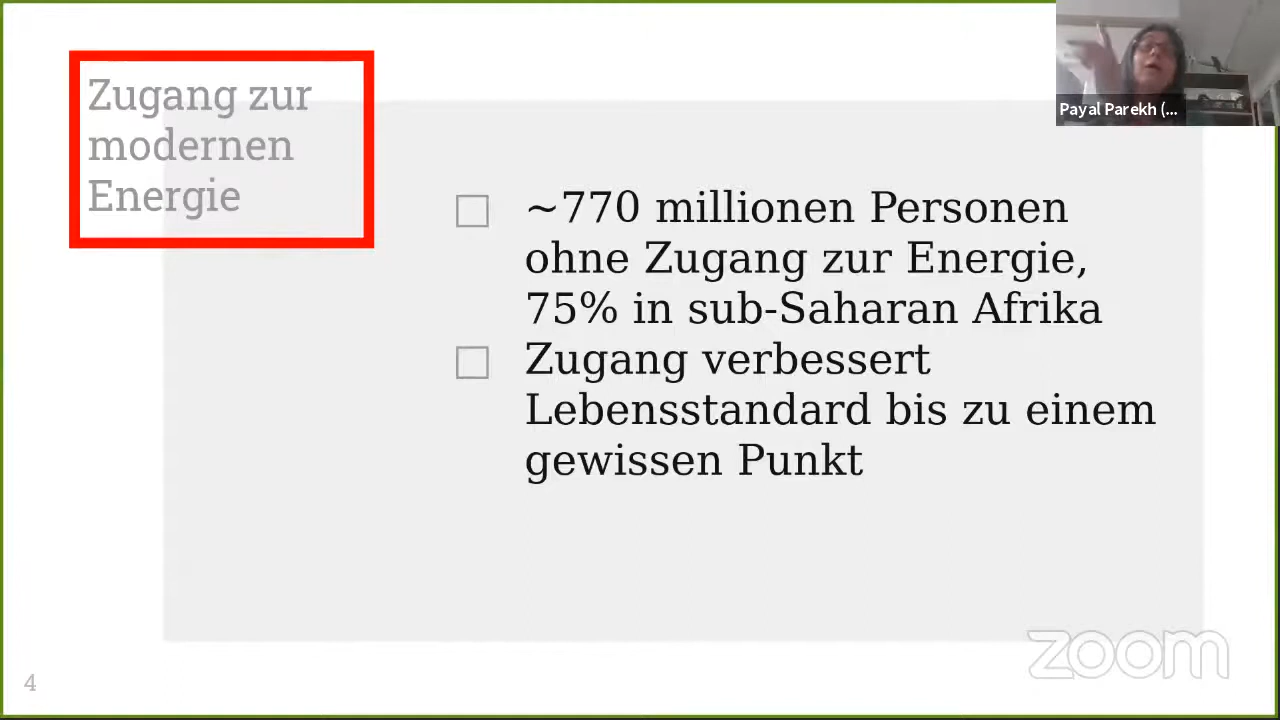 Zugang zur
modernen
Energie
~770 millionen Personen
ohne Zugang zur Energie,
75% in sub-Saharan Afrika
Zugang verbessert
Lebensstandard bis zu einem
gewissen Punkt
Payal Parekh (...
zoom
4